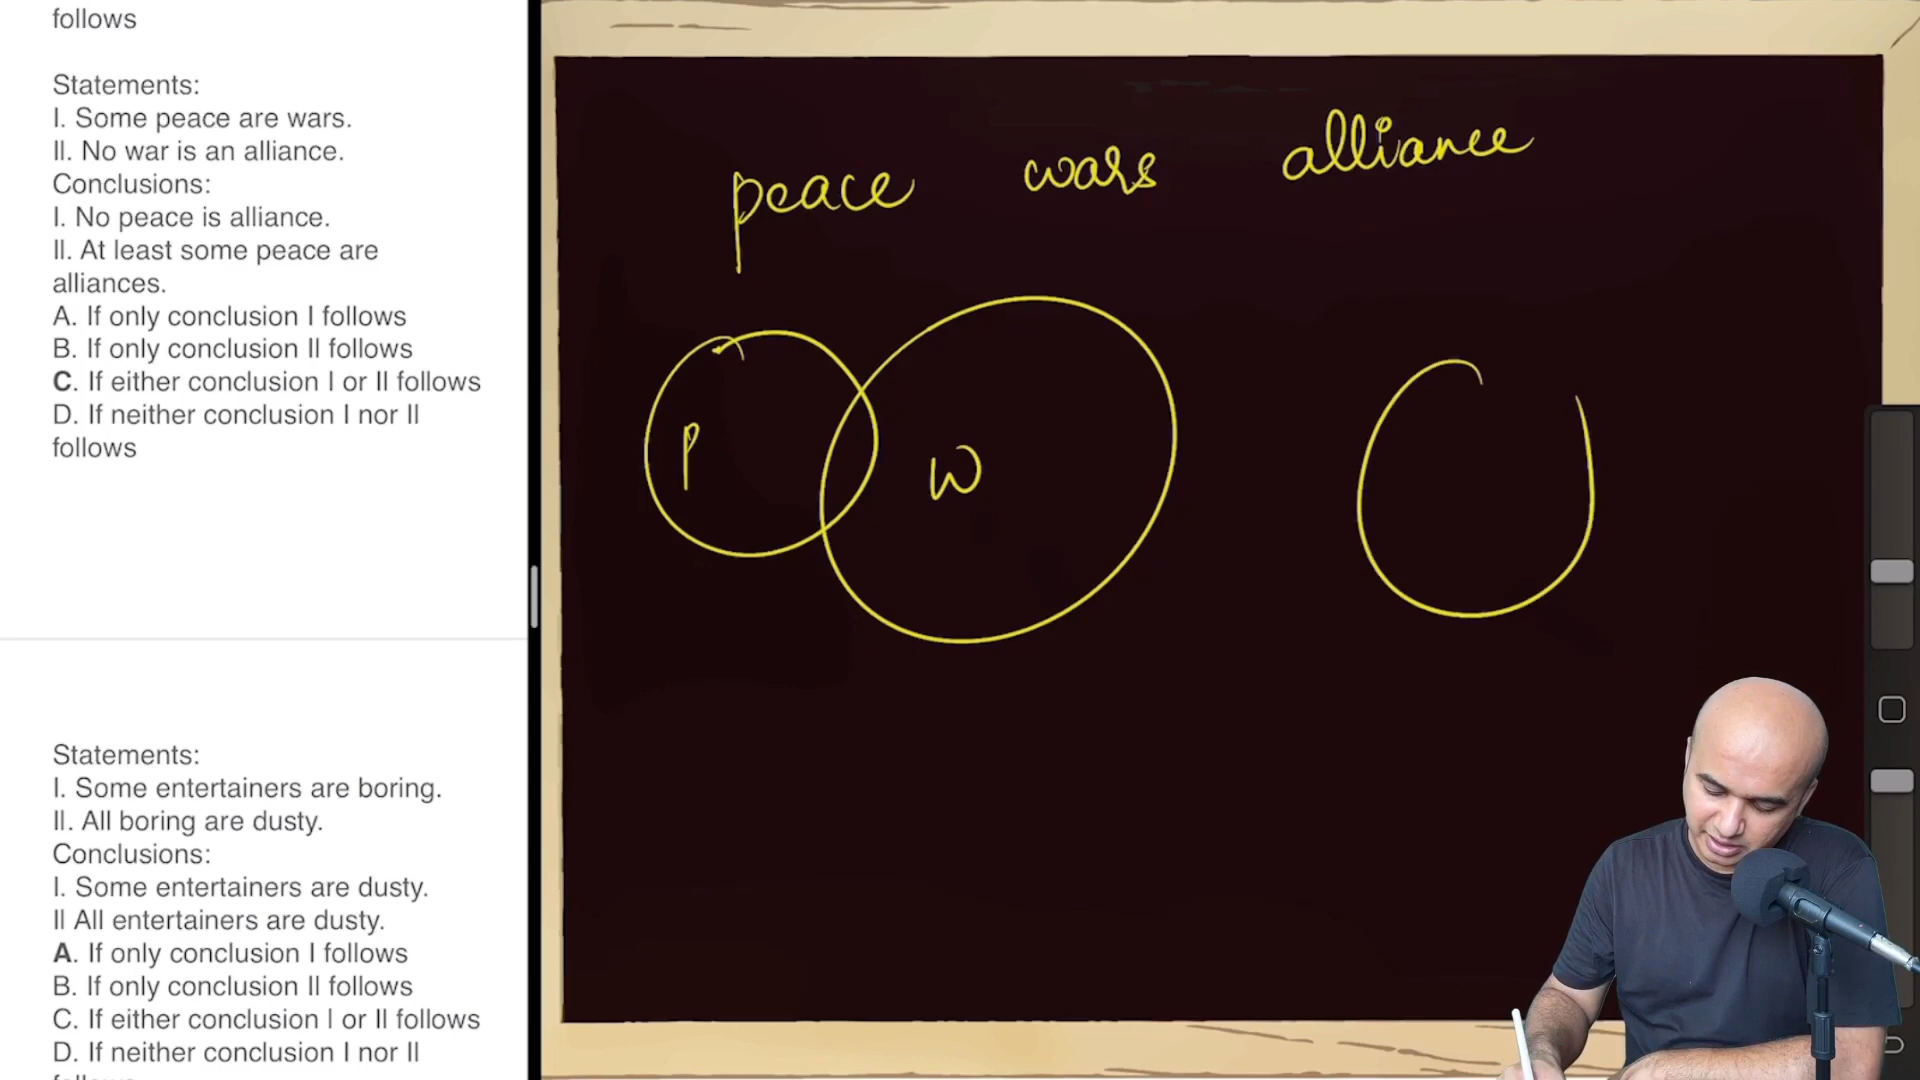 follows
Statements:
I. Some peace are wars.
II. No war is an alliance.
Conclusions:
I. No peace is alliance.
II. At least some peace are
alliances.
A. If only conclusion I follows
B. If only conclusion II follows
C. If either conclusion I or II follows
D. If neither conclusion I nor II
follows
Statements:
I. Some entertainers are boring.
II. All boring are dusty.
Conclusions:
I. Some entertainers are dusty.
II All entertainers are dusty.
A. If only conclusion I follows
B. If only conclusion II follows
C. If either conclusion I or II follows
D. If neither conclusion I nor II
follows
peace wars alliance
P W